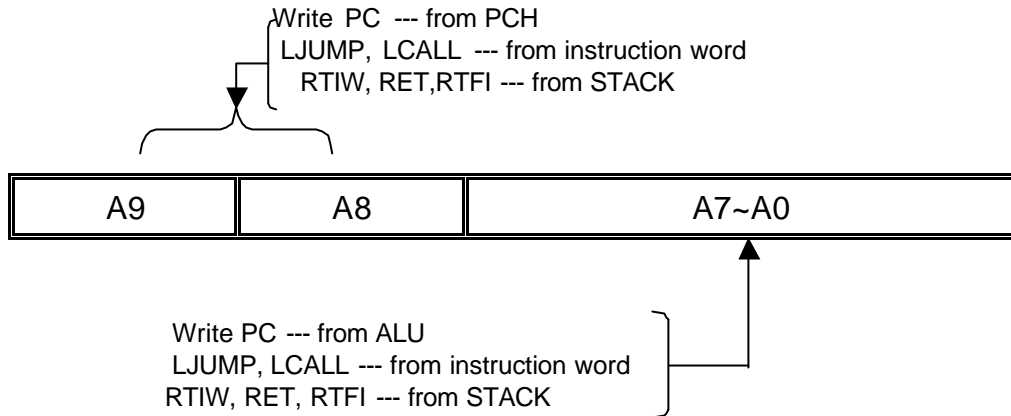 Write PC --- from PCH
LJUMP, LCALL --- from instruction word
RTIW, RET,RTFI --- from STACK
A9 A8 A7~A0
Write PC --- from ALU
LJUMP, LCALL --- from instruction word
RTIW, RET, RTFI --- from STACK